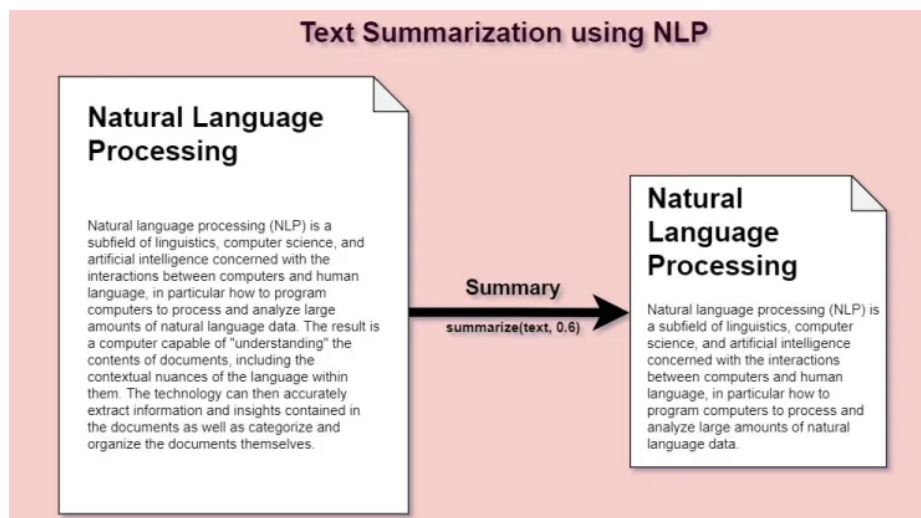 Text Summarization using NLP
Natural Language
Processing
Natural language processing (NLP) is a
subfield of linguistics, computer science, and
artificial intelligence concerned with the
interactions between computers and human
language, in particular how to program
computers to process and analyze large
amounts of natural language data. The result is
a computer capable of "understanding" the
contents of documents, including the
contextual nuances of the language within
them. The technology can then accurately
extract information and insights contained in
the documents as well as categorize and
organize the documents themselves.
Summary
summarize(text, 0.6)
Natural
Language
Processing
Natural language processing (NLP) is
a subfield of linguistics, computer
science, and artificial intelligence
concerned with the interactions
between computers and human
language, in particular how to
program computers to process and
analyze large amounts of natural
language data.